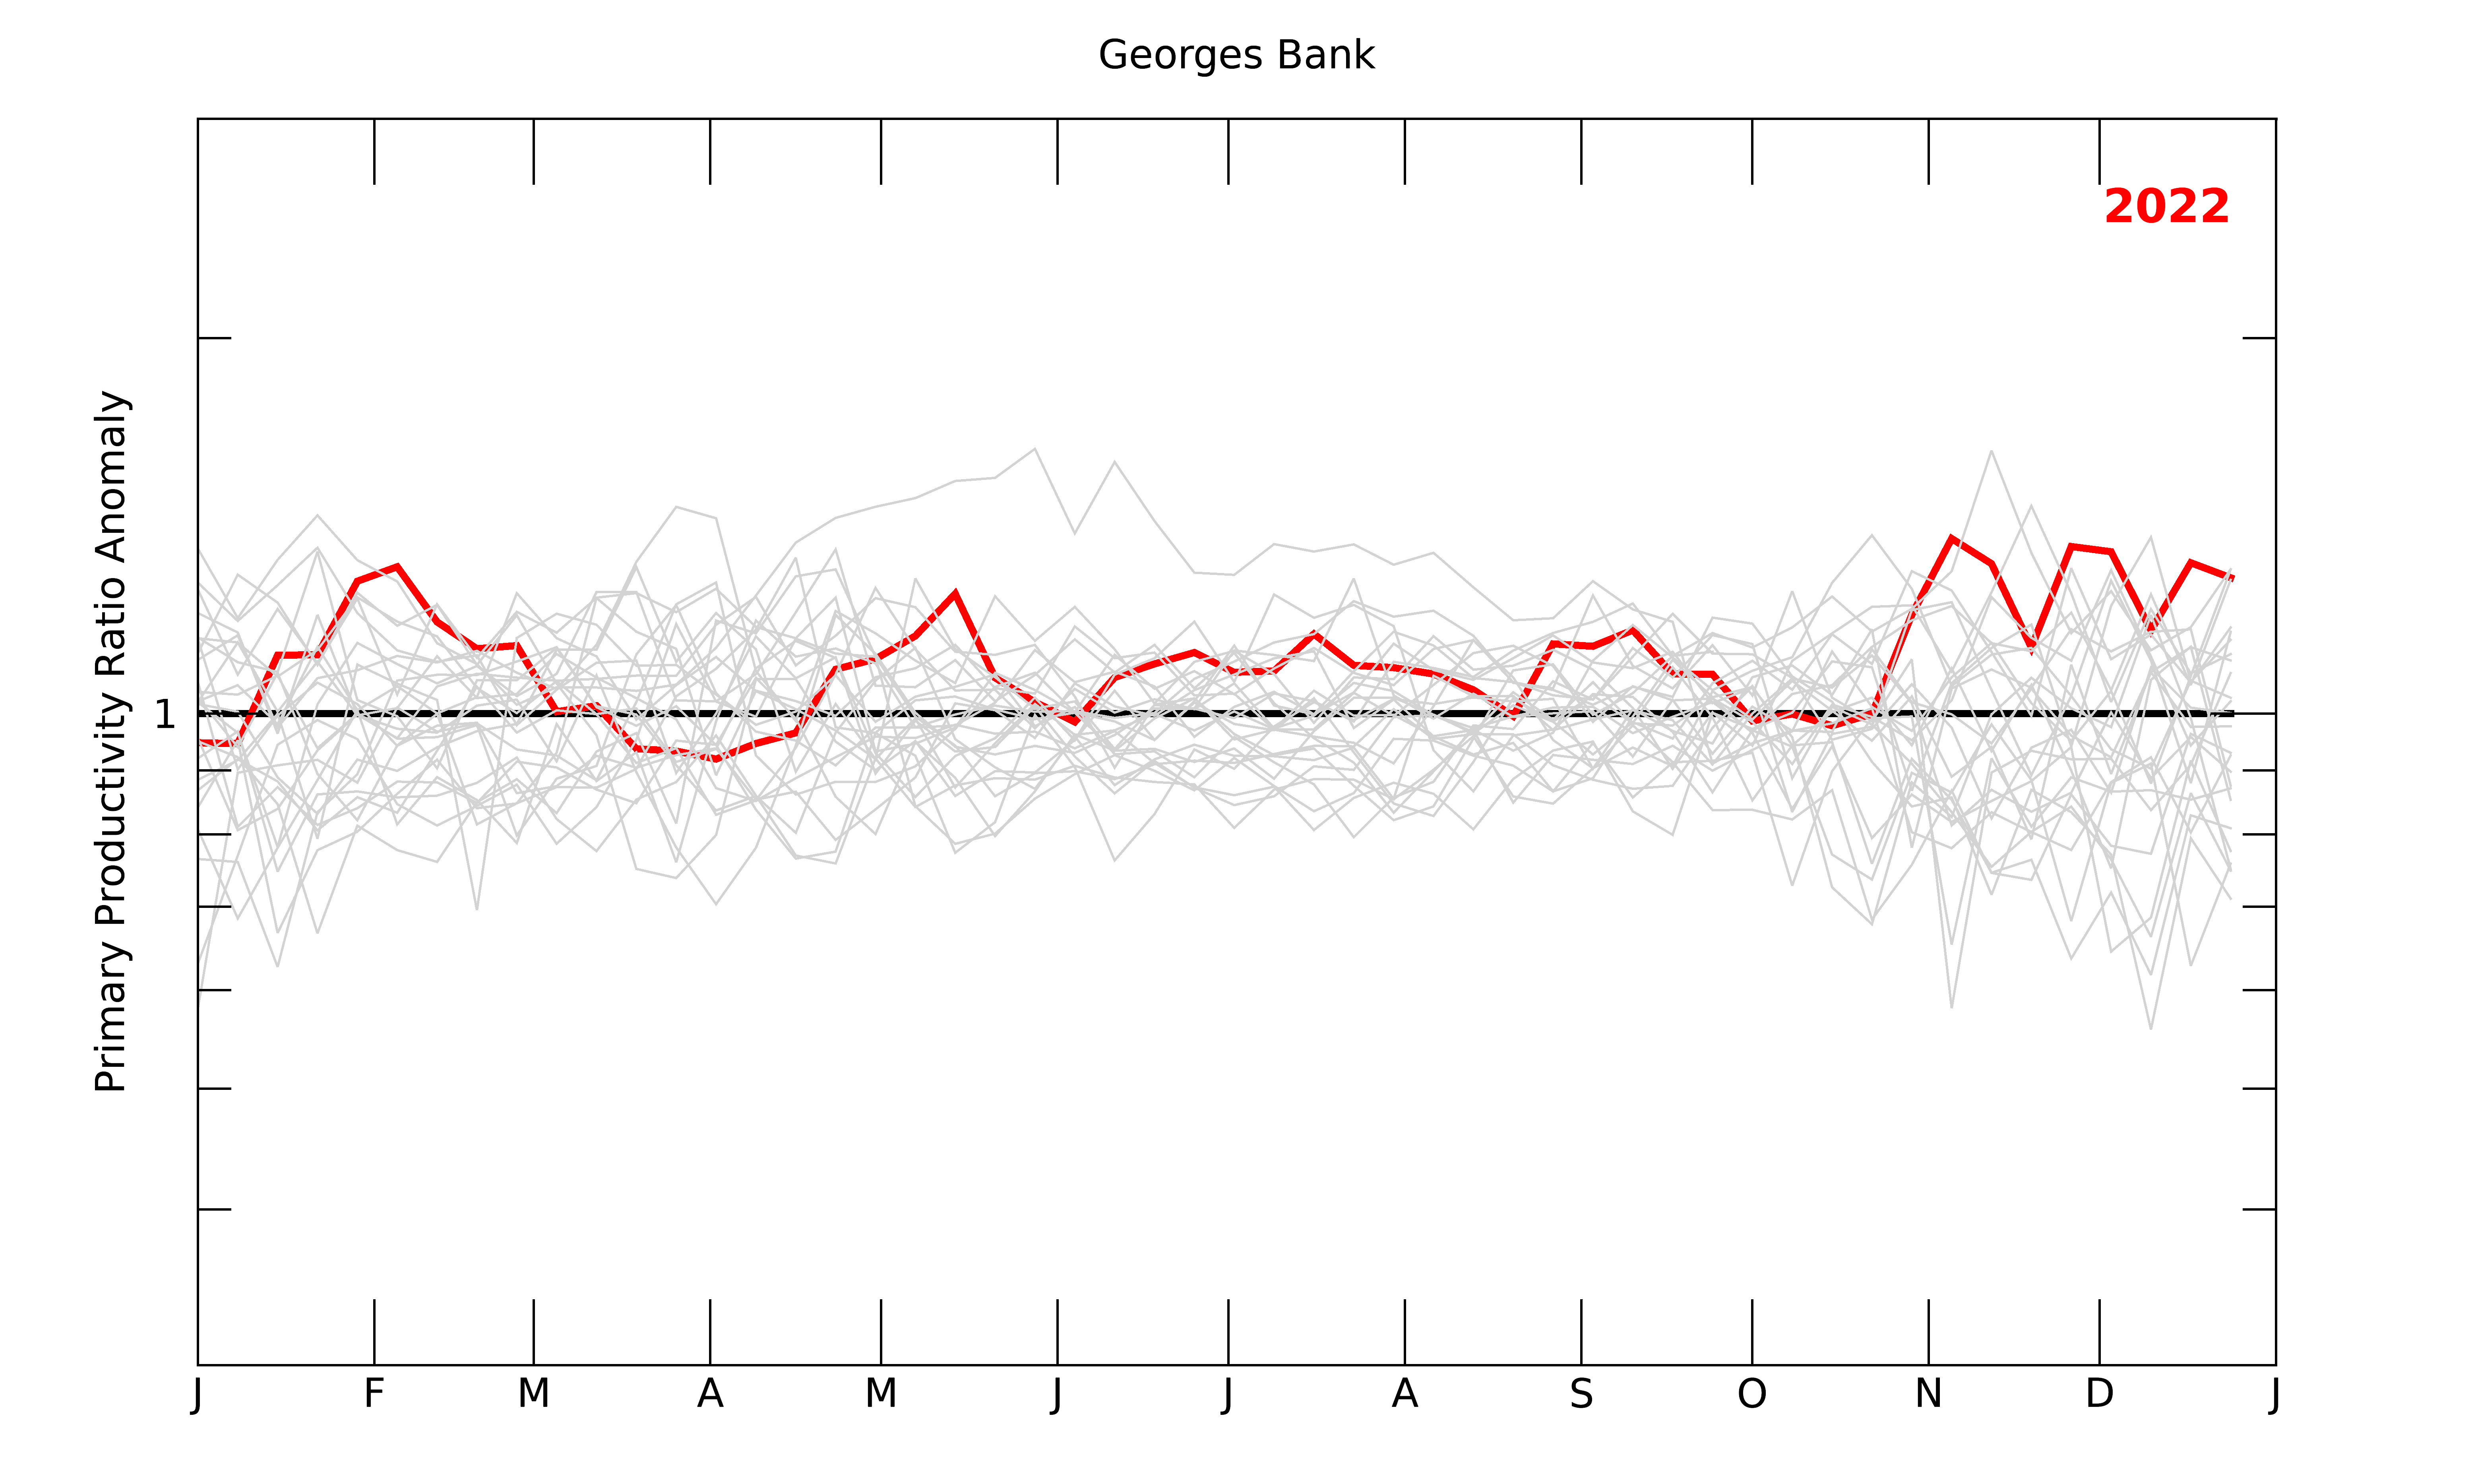 Georges Bank
2022
Primary Productivity Ratio Anomaly
1
J F M A M J J A S O N D J